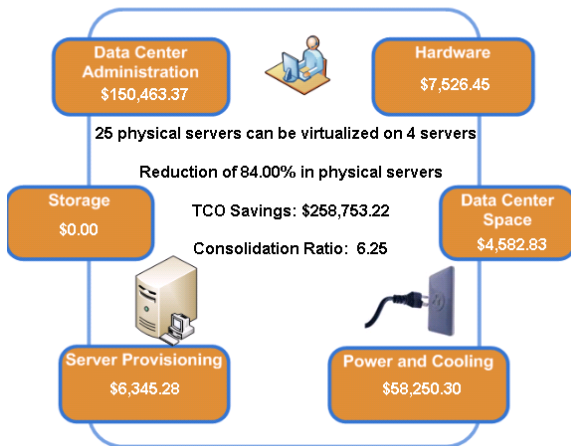 Data Center
Administration
$150,463.37
Hardware
$7,526.45
25 physical servers can be virtualized on 4 servers
Reduction of 84.00% in physical servers
Storage
$0.00
TCO Savings: $258,753.22
Consolidation Ratio: 6.25
Data Center
Space
$4,582.83
Server Provisioning
$6,345.28
Power and Cooling
$58,250.30